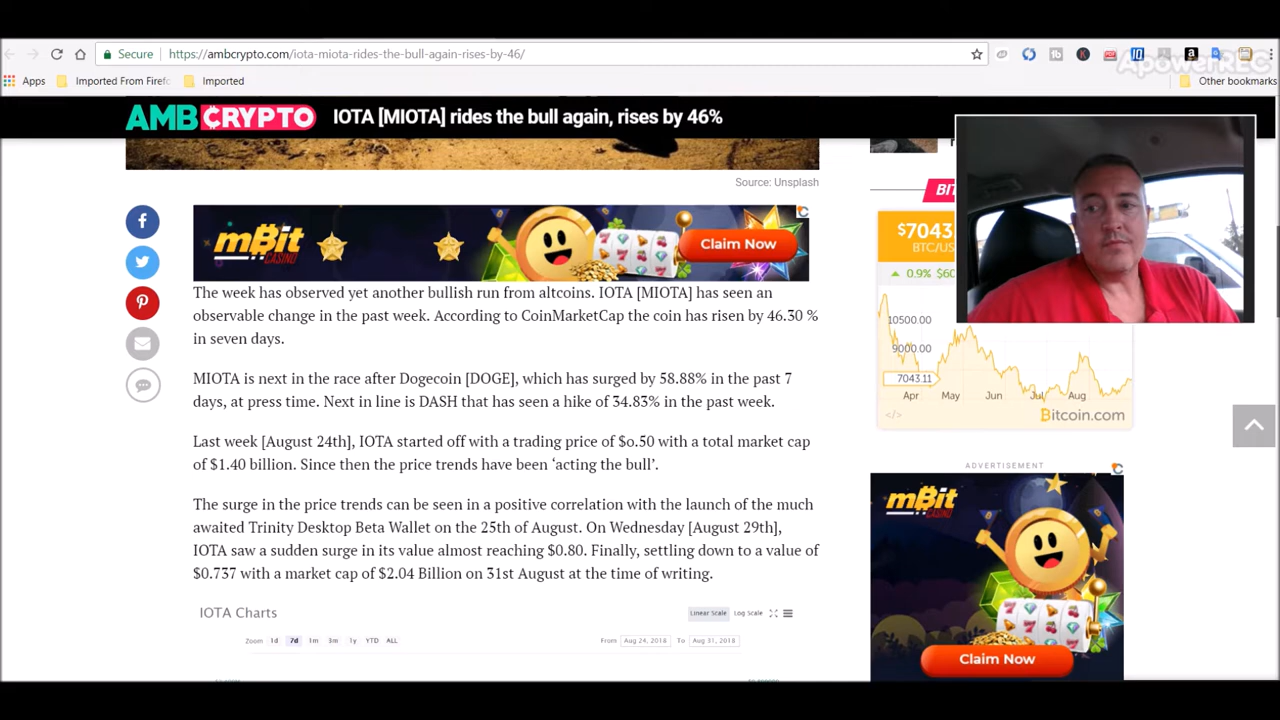 Secure https://ambcrypto.com/iota-miota-rides-the-bull-again-rises-by-46/
ApowerREC
Apps Imported From Firefo Imported Other bookmarks
AMBCRYPTO IOTA [MIOTA] rides the bull again, rises by 46%
Source: Unsplash
mBit CASINO Claim Now
The week has observed yet another bullish run from altcoins. IOTA [MIOTA] has seen an
observable change in the past week. According to CoinMarketCap the coin has risen by 46.30 %
in seven days.
MIOTA is next in the race after Dogecoin [DOGE], which has surged by 58.88% in the past 7
days, at press time. Next in line is DASH that has seen a hike of 34.83% in the past week.
Last week [August 24th], IOTA started off with a trading price of $o.50 with a total market cap
of $1.40 billion. Since then the price trends have been ‘acting the bull’.
The surge in the price trends can be seen in a positive correlation with the launch of the much
awaited Trinity Desktop Beta Wallet on the 25th of August. On Wednesday [August 29th],
IOTA saw a sudden surge in its value almost reaching $0.80. Finally, settling down to a value of
$0.737 with a market cap of $2.04 Billion on 31st August at the time of writing.
IOTA Charts
Linear Scale Log Scale
Zoom 1d 7d 1m 3m 1y YTD ALL
From Aug 24, 2018 To Aug 31, 2018
BI
$7043
BTC/US
0.9% $60
10500.00
9000.00
7043.11
Apr May Jun Jul Aug
Bitcoin.com
ADVERTISEMENT
mBit
CASINO
Claim Now